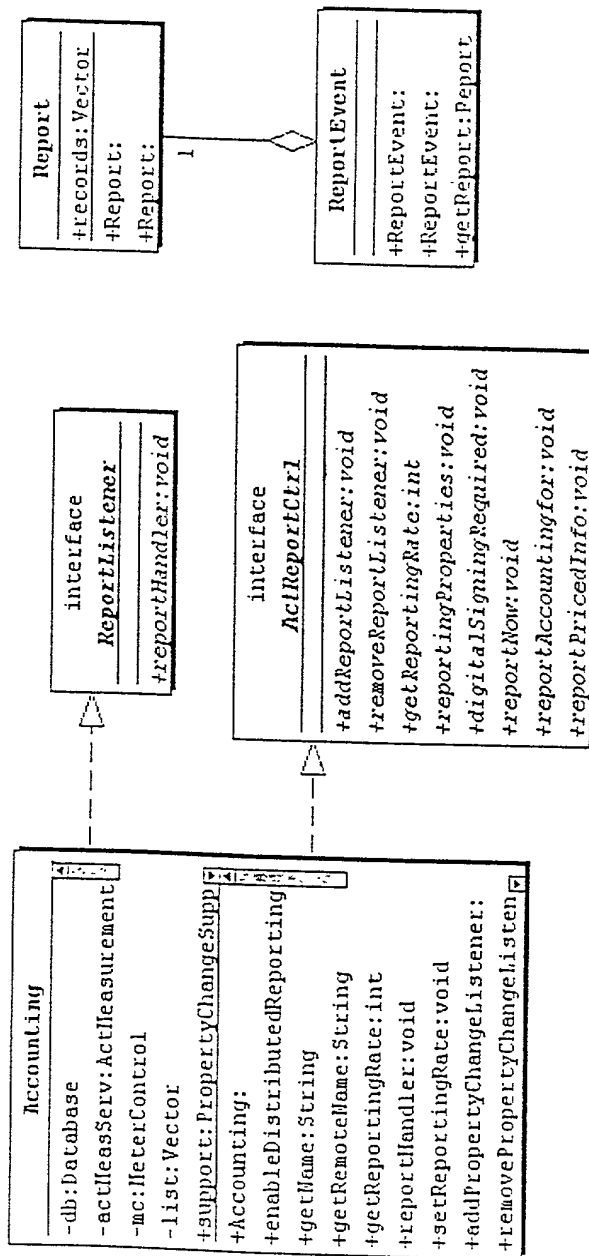 Accounting
-db:Database
-actMeasServ:ActMeasurement
-mc:MeterControl
-list:Vector
+support:PropertyChangeSupp
+Accounting:
+enableDistributedReporting
+getName:String
+getRemoteName:String
+getReportingRate:int
+reportHandler:void
+setReportingRate:void
+addPropertyChangeListener:
+removePropertyChangeListen
interface
ReportListener
+reportHandler:void
interface
ActReportCtrl
+addReportListener:void
+removeReportListener:void
+getReportingRate:int
+reportingProperties:void
+digitalSigningRequired:void
+reportNow:void
+reportAccountingfor:void
+reportPricedInfo:void
Report
+records:Vector
+Report:
+Report:
1
ReportEvent
+ReportEvent:
+ReportEvent:
+getReport:Report